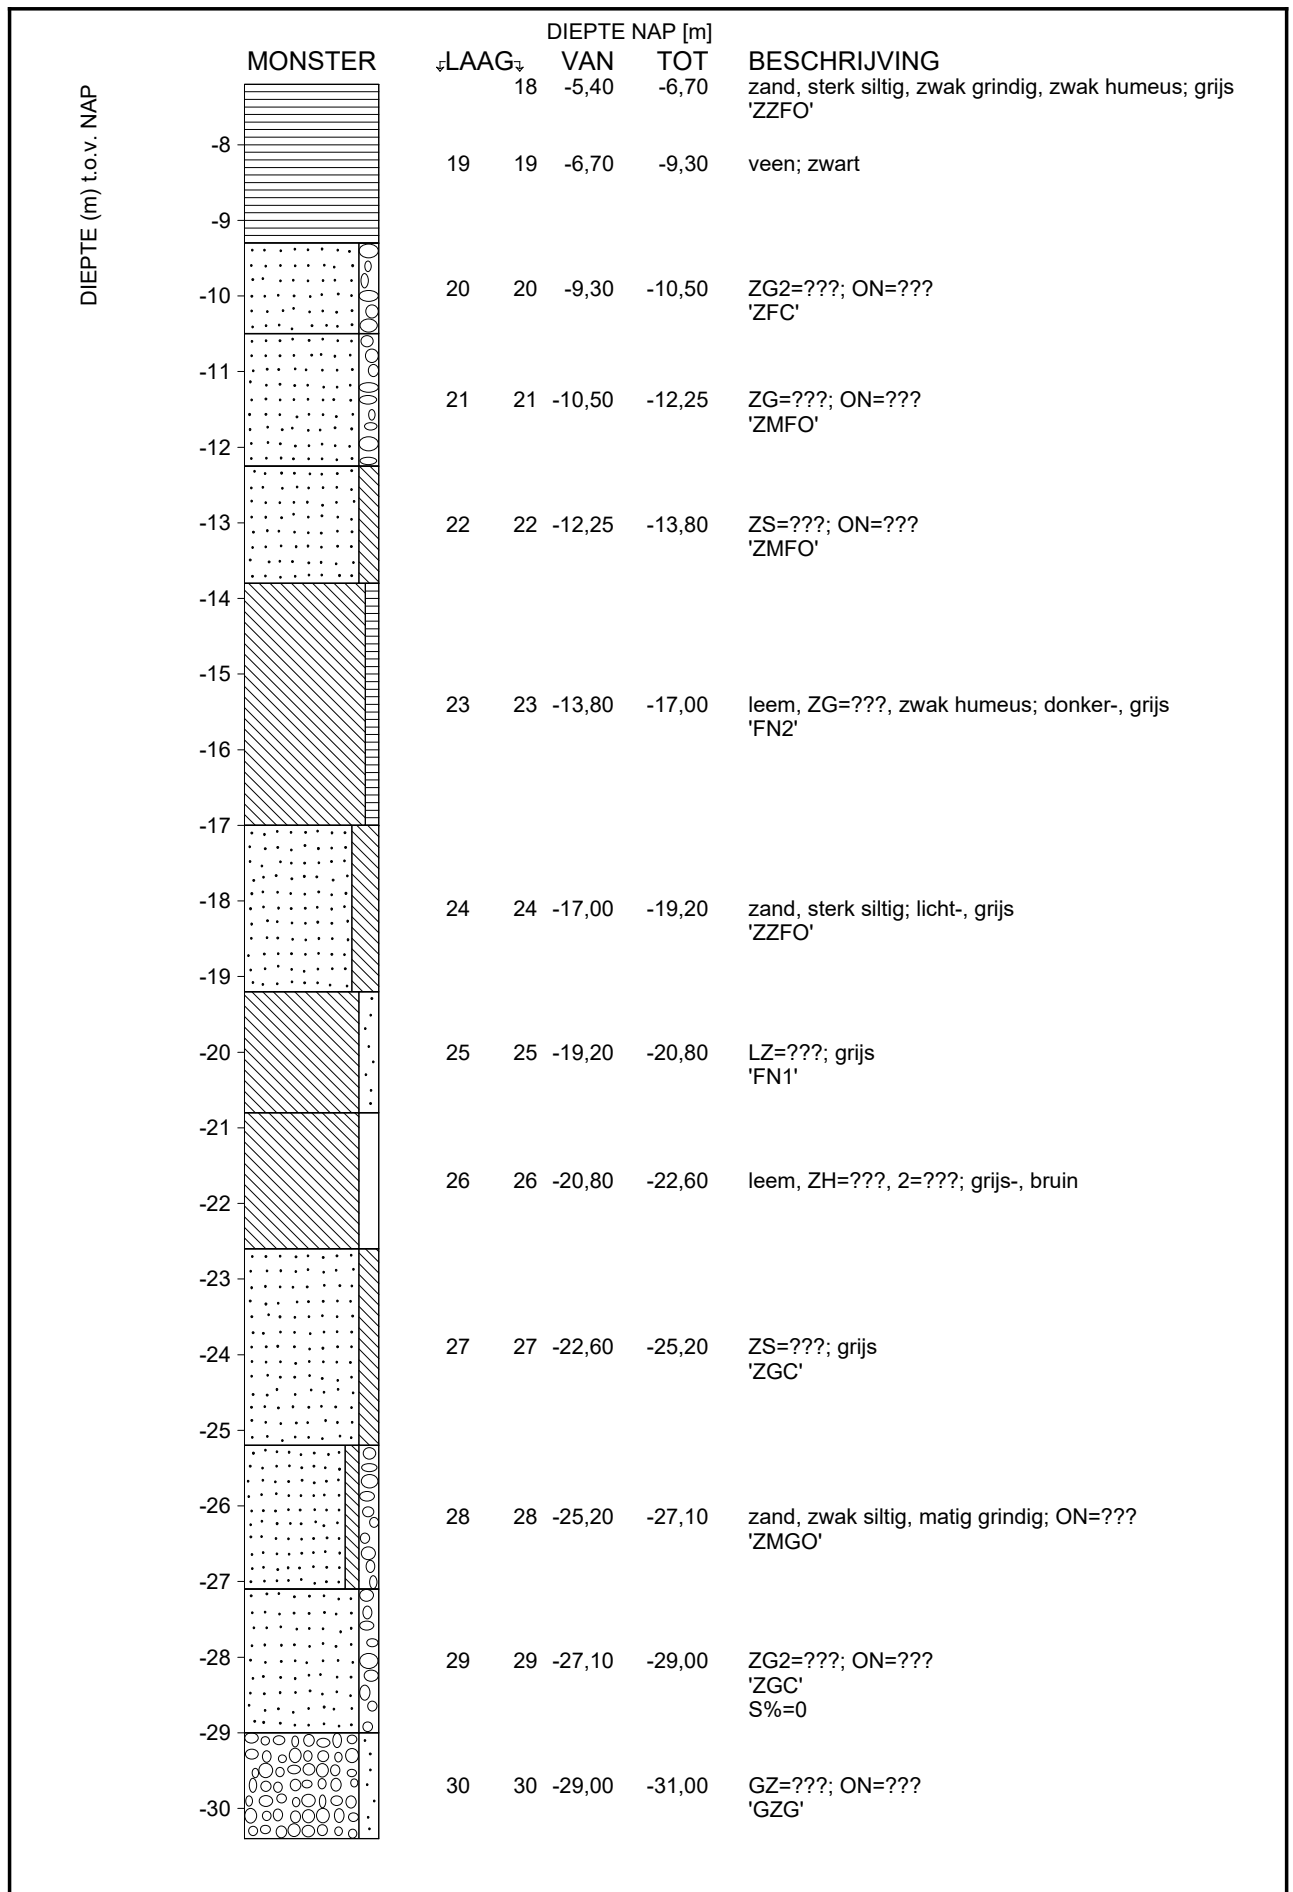 DIEPTE NAP [m]
MONSTER LAAG VAN TOT BESCHRIJVING
DIEPTE (m) t.o.v. NAP
18 -5,40 -6,70 zand, sterk siltig, zwak grindig, zwak humeus; grijs
'ZZFO'
-8
19 19 -6,70 -9,30 veen; zwart
-9
-10 20 20 -9,30 -10,50 ZG2=???; ON=???
'ZFC'
-11
21 21 -10,50 -12,25 ZG=???; ON=???
'ZMFO'
-12
-13 22 22 -12,25 -13,80 ZS=???; ON=???
'ZMFO'
-14
-15
23 23 -13,80 -17,00 leem, ZG=???, zwak humeus; donker-, grijs
'FN2'
-16
-17
-18 24 24 -17,00 -19,20 zand, sterk siltig; licht-, grijs
'ZZFO'
-19
-20 25 25 -19,20 -20,80 LZ=???; grijs
'FN1'
-21
26 26 -20,80 -22,60 leem, ZH=???, 2=???; grijs-, bruin
-22
-23
-24 27 27 -22,60 -25,20 ZS=???; grijs
'ZGC'
-25
-26 28 28 -25,20 -27,10 zand, zwak siltig, matig grindig; ON=???
'ZMGO'
-27
-28 29 29 -27,10 -29,00 ZG2=???; ON=???
'ZGC'
S%=0
-29
30 30 -29,00 -31,00 GZ=???; ON=???
-30 'GZG'